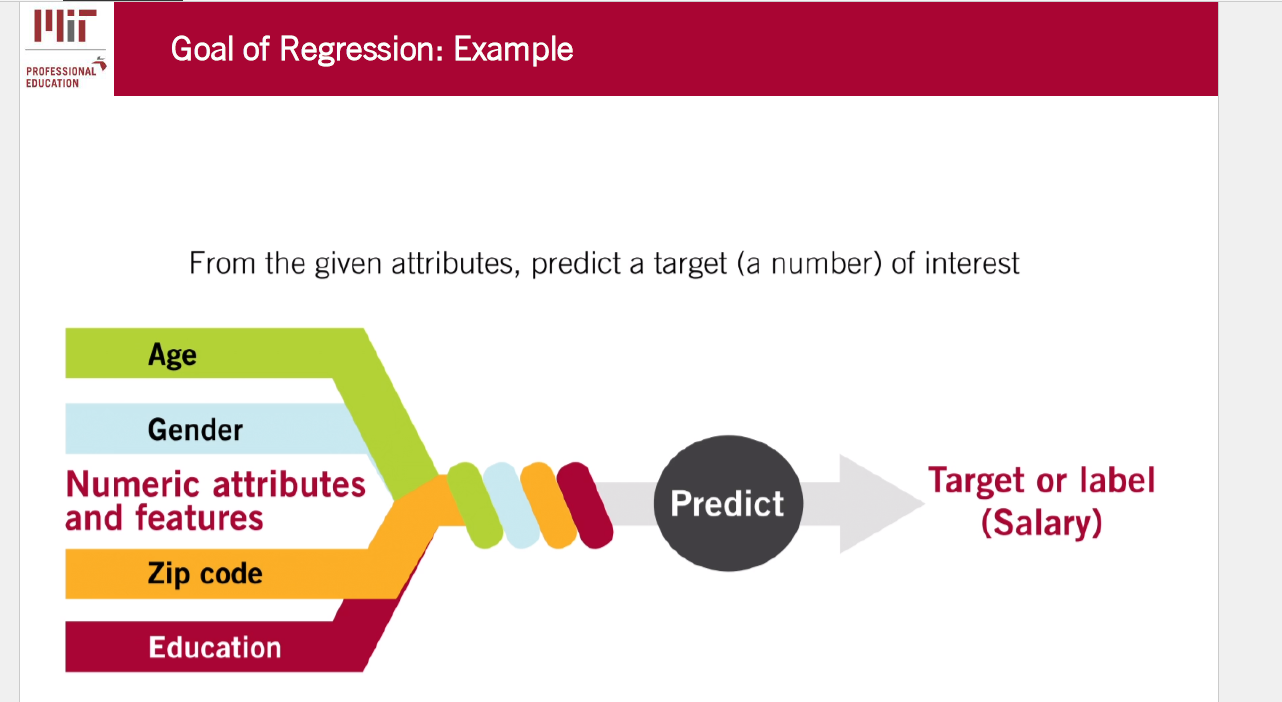 MIT
PROFESSIONAL
EDUCATION
Goal of Regression: Example
From the given attributes, predict a target (a number) of interest
Age
Gender
Numeric attributes
and features
Zip code
Education
Predict
Target or label
(Salary)